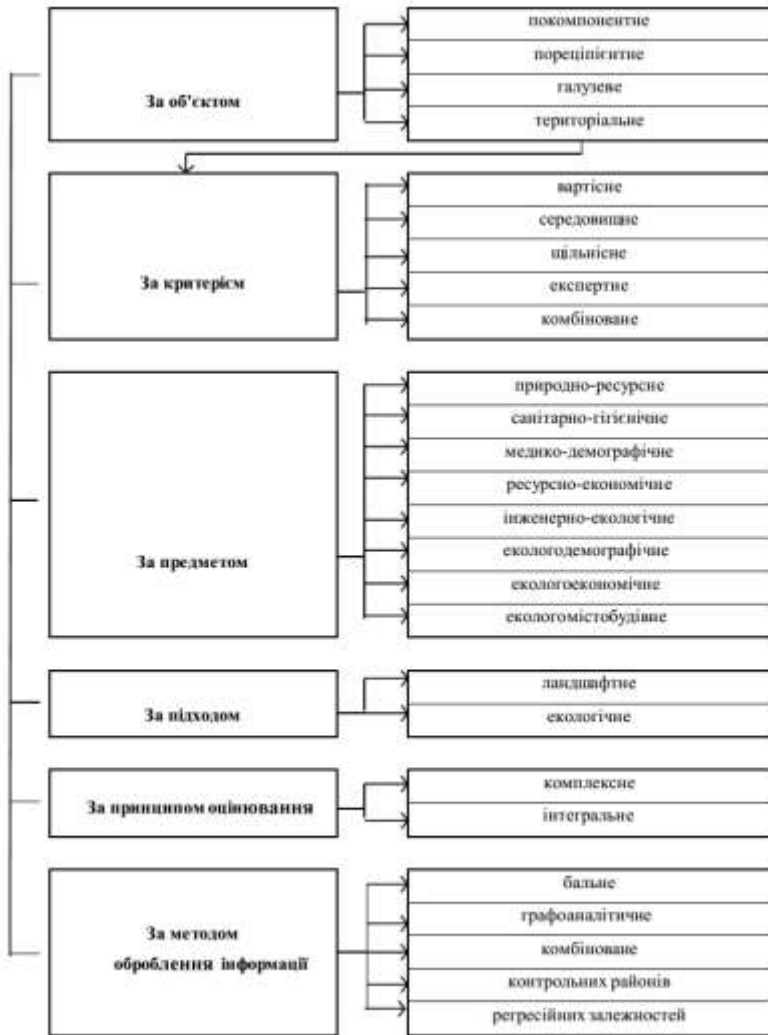 За об'єктом
покомпонентне
пореціпієнтне
галузеве
територіальне
За критерієм
вартісне
середовищне
щільнісне
експертне
комбіноване
За предметом
природно-ресурсне
санітарно-гігієнічне
медико-демографічне
ресурсно-економічне
інженерно-екологічне
екологодемографічне
екологоекономічне
екологомістобудівне
За підходом
ландшафтне
екологічне
За принципом оцінювання
комплексне
інтегральне
За методом
оброблення інформації
бальне
графоаналітичне
комбіноване
контрольних районів
регресійних залежностей